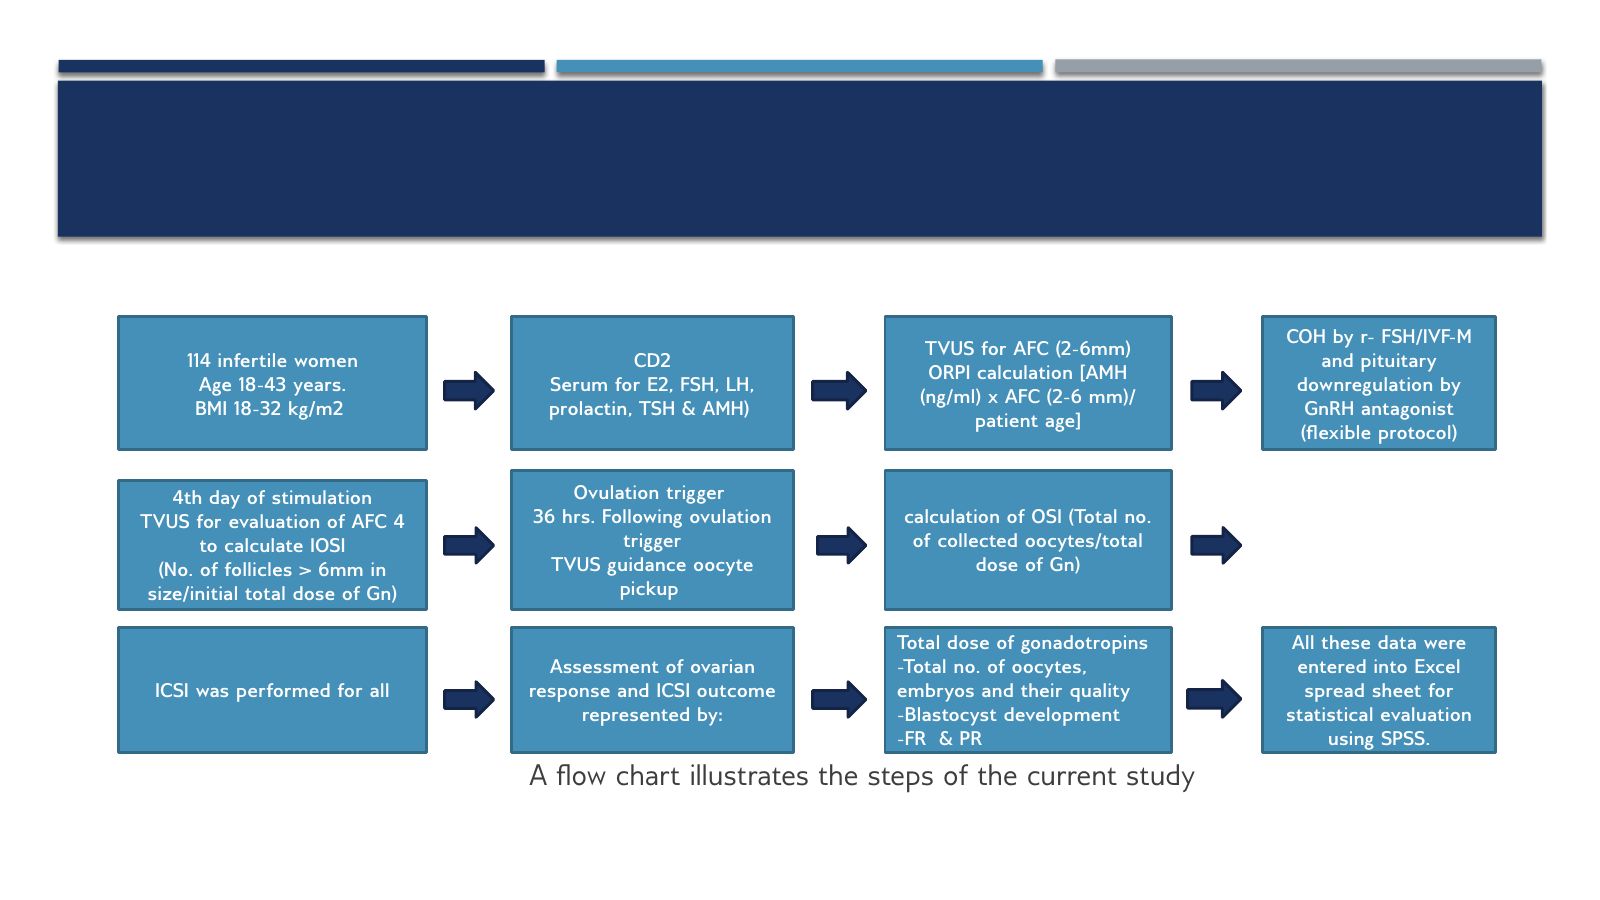 114 infertile women
Age 18-43 years.
BMI 18-32 kg/m2
CD2
Serum for E2, FSH, LH,
prolactin, TSH & AMH)
TVUS for AFC (2-6mm)
ORPI calculation [AMH
(ng/ml) x AFC (2-6 mm)/
patient age]
COH by r- FSH/IVF-M
and pituitary
downregulation by
GnRH antagonist
(flexible protocol)
4th day of stimulation
TVUS for evaluation of AFC 4
to calculate IOSI
(No. of follicles > 6mm in
size/initial total dose of Gn)
Ovulation trigger
36 hrs. Following ovulation
trigger
TVUS guidance oocyte
pickup
calculation of OSI (Total no.
of collected oocytes/total
dose of Gn)
ICSI was performed for all
Assessment of ovarian
response and ICSI outcome
represented by:
Total dose of gonadotropins
-Total no. of oocytes,
embryos and their quality
-Blastocyst development
-FR & PR
All these data were
entered into Excel
spread sheet for
statistical evaluation
using SPSS.
A flow chart illustrates the steps of the current study